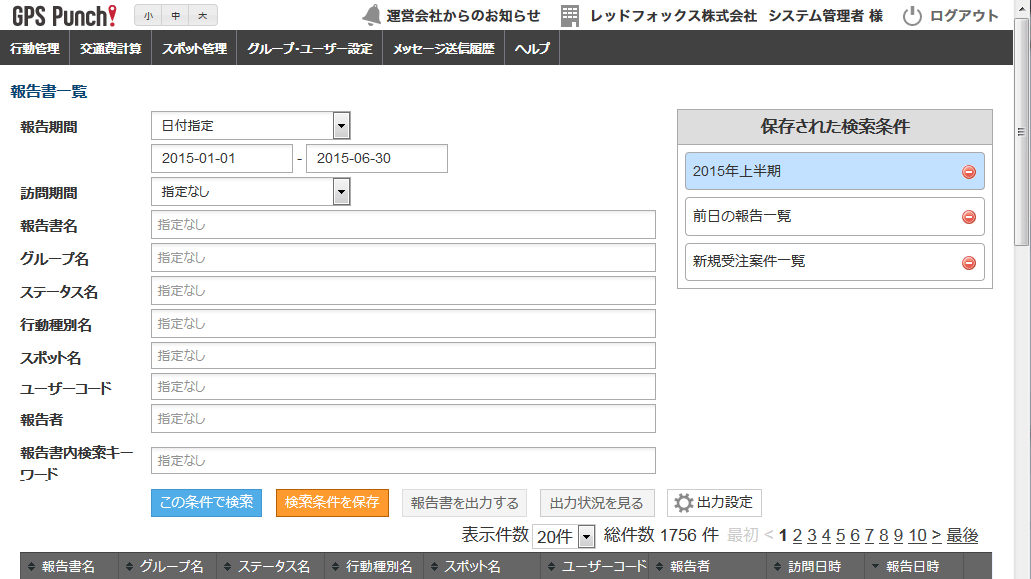 GPS Punch! 小 中 大 運営会社からのお知らせ レッドフォックス株式会社 システム管理者 様 ログアウト
行動管理 交通費計算 スポット管理 グループ・ユーザー設定 メッセージ送信履歴 ヘルプ
報告書一覧
報告期間 日付指定
2015-01-01 - 2015-06-30
訪問期間 指定なし
報告書名 指定なし
グループ名 指定なし
ステータス名 指定なし
行動種別名 指定なし
スポット名 指定なし
ユーザーコード 指定なし
報告者 指定なし
報告書内検索キー
ワード 指定なし
保存された検索条件
2015年上半期
前日の報告一覧
新規受注案件一覧
この条件で検索 検索条件を保存 報告書を出力する 出力状況を見る 出力設定
表示件数 20件 総件数 1756 件 最初 < 1 2 3 4 5 6 7 8 9 10 > 最後
報告書名 グループ名 ステータス名 行動種別名 スポット名 ユーザーコード 報告者 訪問日時 報告日時